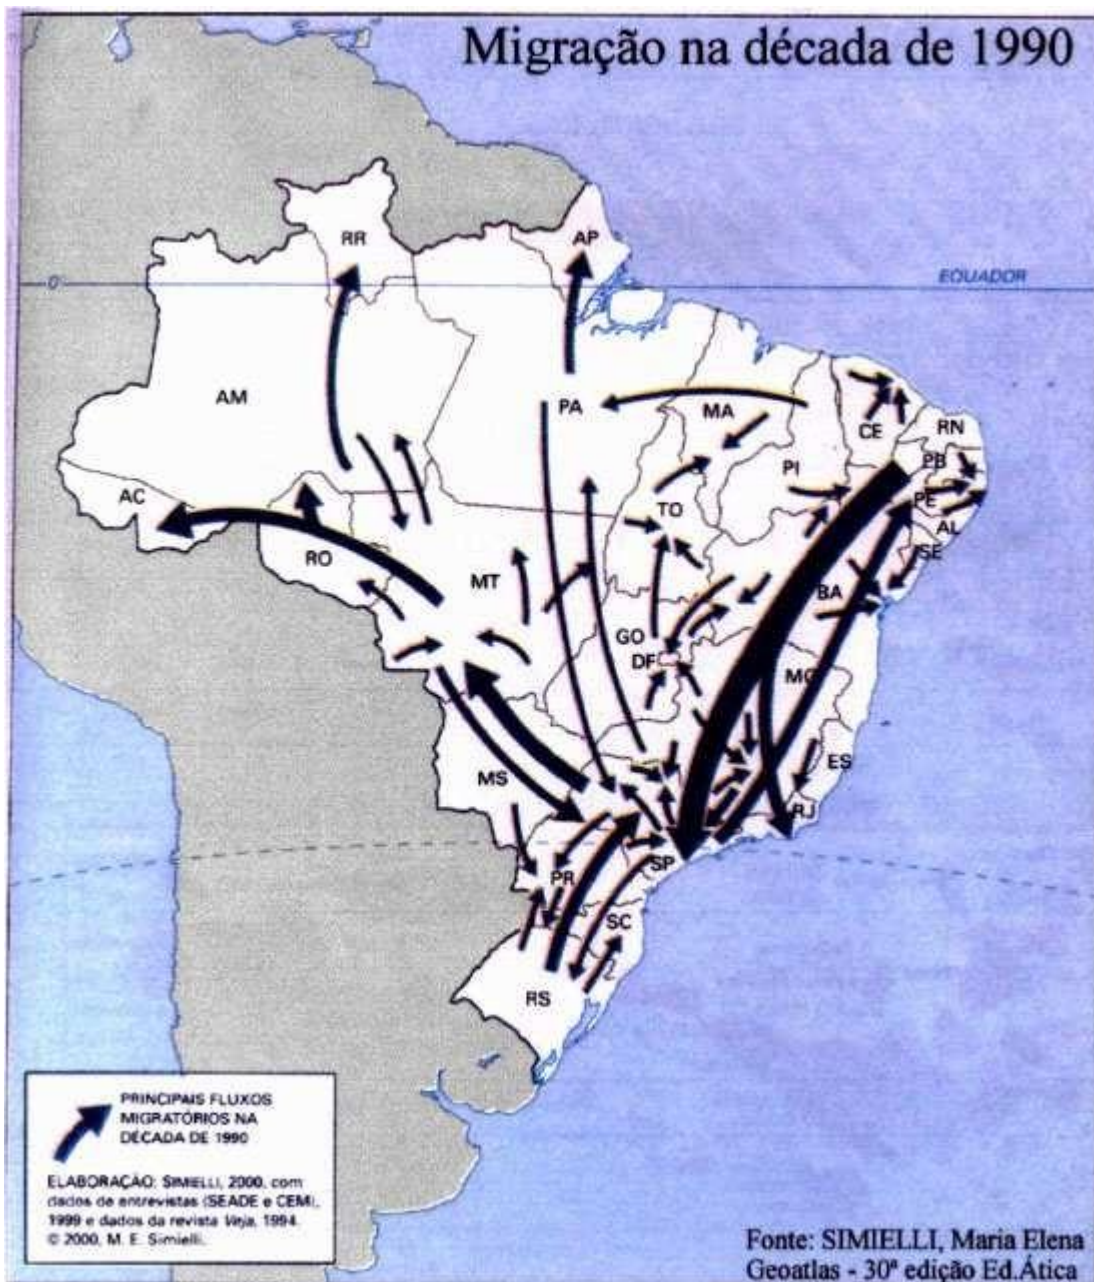 Migração na década de 1990
RR
AP
0°
EQUADOR
AM
PA
MA
CE
RN
PI
PB
AC
PE
TO
AL
RO
SE
MT
BA
GO
DF
MG
MS
ES
RJ
SP
PR
SC
RS
PRINCIPAIS FLUXOS
MIGRATÓRIOS NA
DÉCADA DE 1990
ELABORAÇÃO: SIMIELLI, 2000, com
dados de entrevistas (SEADE e CEM),
1999 e dados da revista Veja, 1994.
© 2000, M. E. Simielli.
Fonte: SIMIELLI, Maria Elena
Geoatlas - 30ª edição Ed.Ática